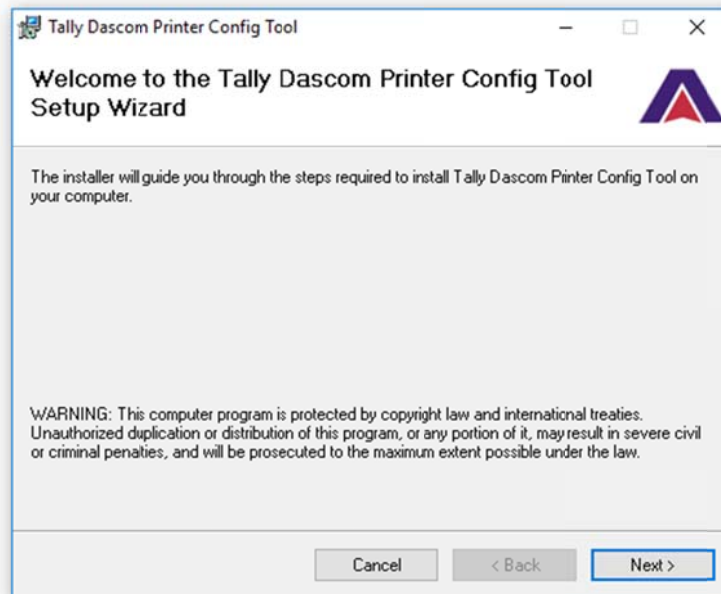 Tally Dascom Printer Config Tool
Welcome to the Tally Dascom Printer Config Tool
Setup Wizard
The installer will guide you through the steps required to install Tally Dascom Printer Config Tool on
your computer.
WARNING: This computer program is protected by copyright law and international treaties.
Unauthorized duplication or distribution of this program, or any portion of it, may result in severe civil
or criminal penalties, and will be prosecuted to the maximum extent possible under the law.
Cancel
< Back
Next >